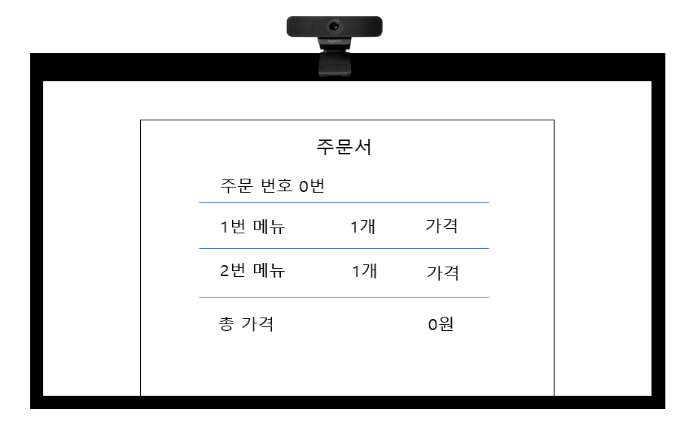 주문서
주문 번호 0번
1번 메뉴 1개 가격
2번 메뉴 1개 가격
총 가격 0원